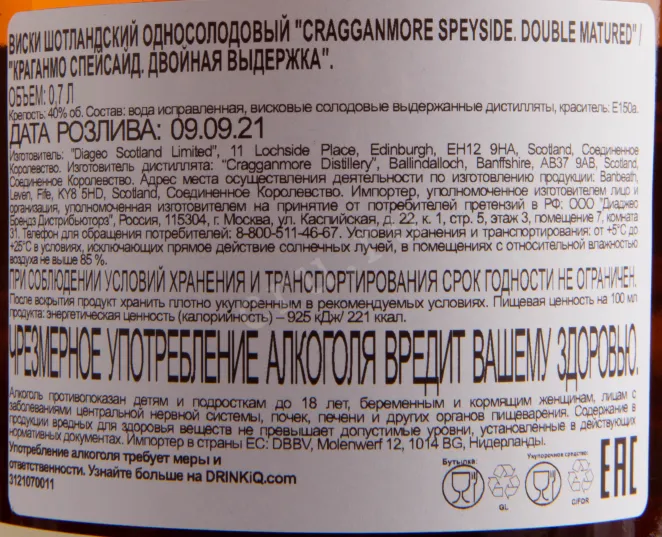 ВИСКИ ШОТЛАНДСКИЙ ОДНОСОЛОДОВЫЙ "CRAGGANMORE SPEYSIDE. DOUBLE MATURED" /
"КРАГАНМО СПЕЙСАЙД. ДВОЙНАЯ ВЫДЕРЖКА".
ОБЪЕМ: 0,7 Л
Крепость: 40% об. Состав: вода исправленная, висковые солодовые выдержанные дистилляты, краситель: Е150а.
ДАТА РОЗЛИВА: 09.09.21
Изготовитель: "Diageo Scotland Limited", 11 Lochside Place, Edinburgh, EH12 9HA, Scotland, Соединенное
Королевство. Изготовитель дистиллята: "Cragganmore Distillery", Ballindalloch, Banffshire, AB37 9AB, Scotland,
Соединенное Королевство. Адрес места осуществления деятельности по изготовлению продукции: Banbeath,
Leven, Fife, KY8 5HD, Scotland, Соединенное Королевство. Импортер, уполномоченное изготовителем лицо и
организация, уполномоченная изготовителем на принятие от потребителей претензий в РФ: ООО "Диаджео
Бренд Дистрибьюторз", Россия, 115304, г. Москва, ул. Каспийская, д. 22, к. 1, стр. 5, этаж 3, помещение 7, комната
31. Телефон для обращения потребителей: 8-800-511-46-67. Условия хранения и транспортирования: от +5°С до
+25°С в условиях, исключающих прямое действие солнечных лучей, в помещениях с относительной влажностью
воздуха не выше 85 %.
ПРИ СОБЛЮДЕНИИ УСЛОВИЙ ХРАНЕНИЯ И ТРАНСПОРТИРОВАНИЯ СРОК ГОДНОСТИ НЕ ОГРАНИЧЕН.
После вскрытия продукт хранить плотно укупоренным в рекомендуемых условиях. Пищевая ценность на 100 мл
продукта: энергетическая ценность (калорийность) – 925 кДж/ 221 ккал.
ЧРЕЗМЕРНОЕ УПОТРЕБЛЕНИЕ АЛКОГОЛЯ ВРЕДИТ ВАШЕМУ ЗДОРОВЬЮ.
Алкоголь противопоказан детям и подросткам до 18 лет, беременным и кормящим женщинам, лицам с
заболеваниями центральной нервной системы, почек, печени и других органов пищеварения. Содержание в
продукции вредных для здоровья веществ не превышает допустимые уровни, установленные в действующих
нормативных документах. Импортер в страны ЕС: DBBV, Molenwerf 12, 1014 BG, Нидерланды.
Употребление алкоголя требует меры и
ответственности. Узнайте больше на DRINKiQ.com
3121070011
Бутылка:
Укупорочное средство:
GL
C/FOR
EAC